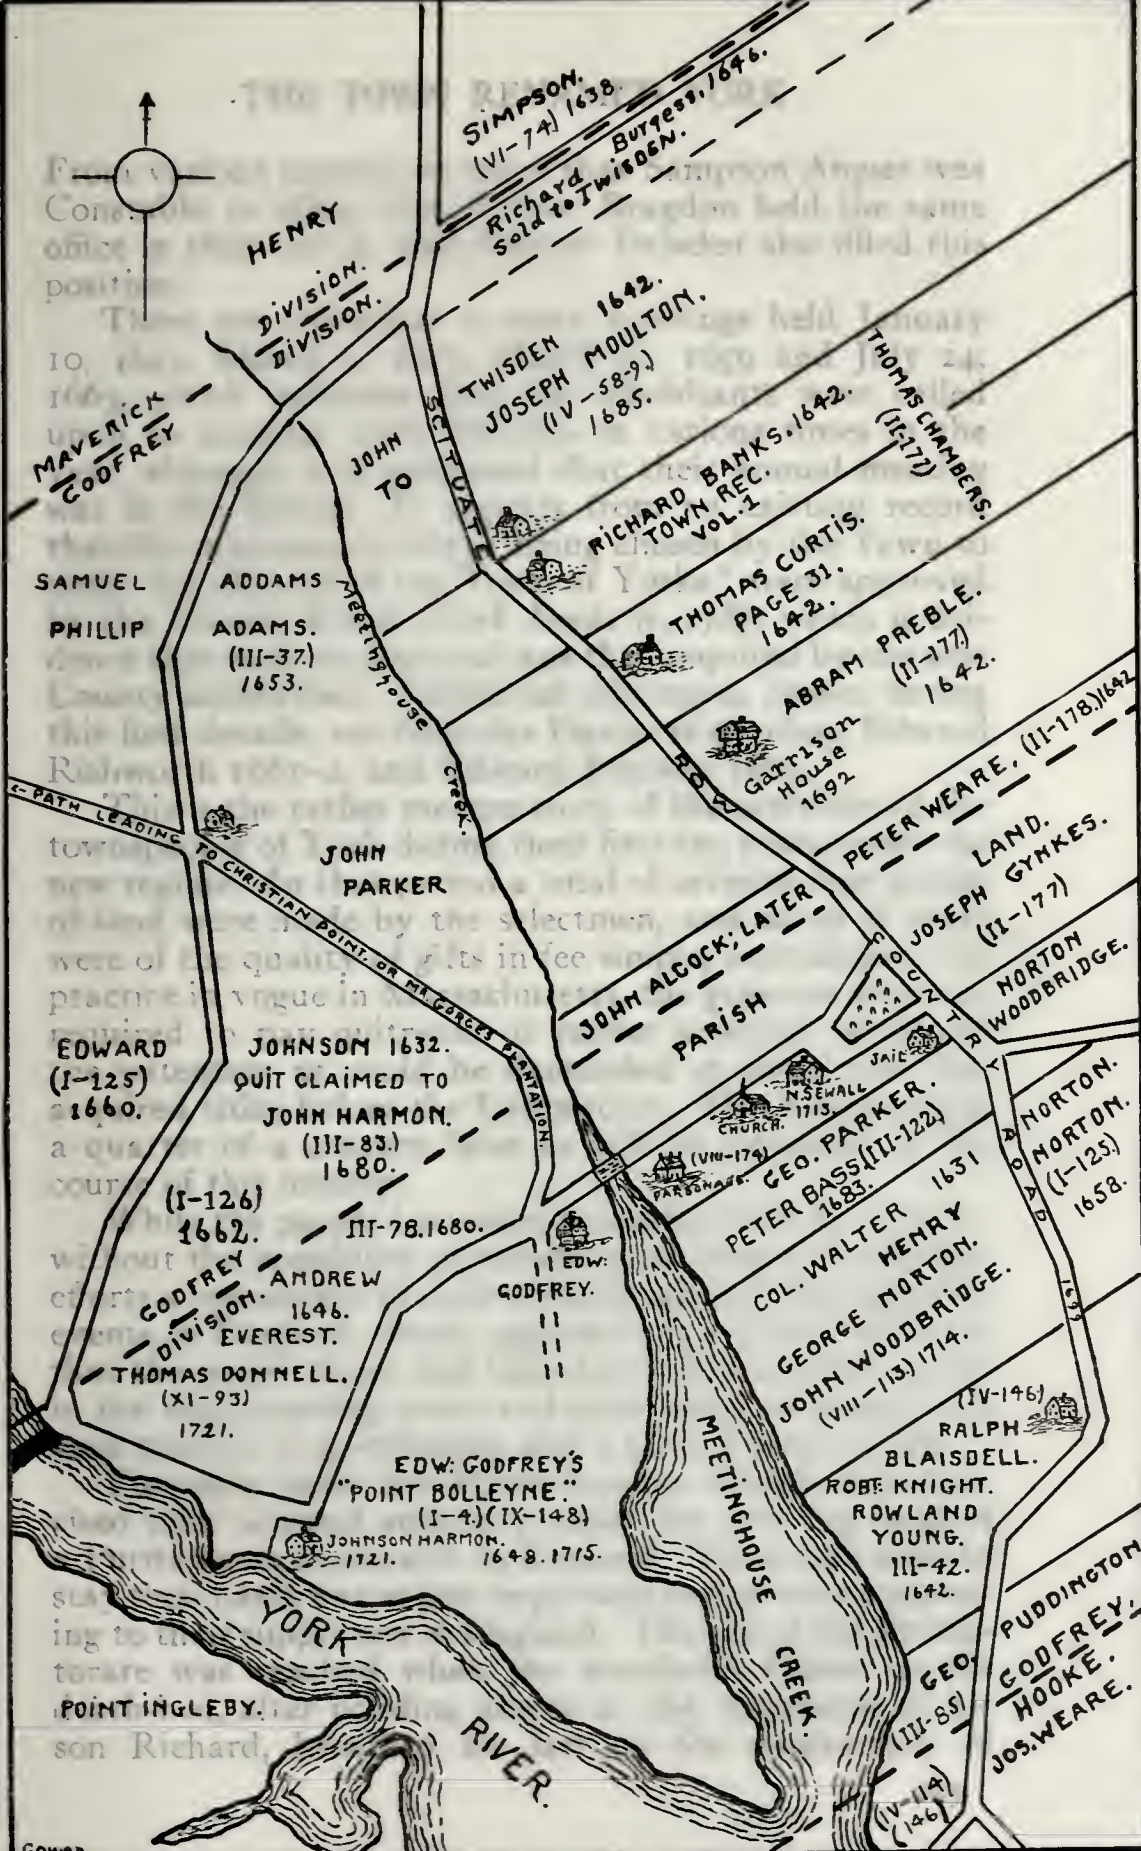 SIMPSON.
(VI-74) 1638.
Richard Burgess, 1646.
Sold to Twisden.
HENRY
DIVISION.
DIVISION.
MAVERICK
GODFREY
TWISDEN 1642.
JOSEPH MOULTON.
(IV-58-9.)
1685.
JOHN
TO
SCITUATE
THOMAS CHAMBERS.
(II-177)
RICHARD BANKS. 1642.
TOWN REC.
VOL. 1
THOMAS CURTIS.
PAGE 31.
1642.
SAMUEL ADDAMS
PHILLIP ADAMS.
(III-37.)
1653.
Meetinghouse
Creek.
ABRAM PREBLE.
(II-177.)
1642.
Garrison
House
1692
ROW
PETER WEARE, (II-178.) 1642
LAND.
JOSEPH GYNKES.
(II-177)
<-PATH LEADING TO CHRISTIAN POINT, OR MR. GORGES PLANTATION.
JOHN
PARKER
JOHN ALCOCK; LATER
PARISH
NORTON
WOODBRIDGE.
COUNTRY ROAD 1699
JAIL
N. SEWALL
1713.
CHURCH.
(VIII-174)
PARSONAGE.
EDWARD JOHNSON 1632.
(I-125) QUIT CLAIMED TO
1660. JOHN HARMON.
(III-83.)
1680.
(I-126)
1662.
III-78. 1680.
GEO. PARKER.
PETER BASS. (III-122)
1683.
NORTON.
NORTON.
(I-125.)
1658.
COL. WALTER 1631
HENRY
GEORGE NORTON.
JOHN WOODBRIDGE.
(VIII-113.) 1714.
GODFREY
DIVISION.
ANDREW
1646.
EVEREST.
THOMAS DONNELL.
(XI-93)
1721.
EDW:
GODFREY.
(IV-146)
RALPH
BLAISDELL.
ROBT. KNIGHT.
ROWLAND
YOUNG.
III-42.
1642.
EDW: GODFREY'S
"POINT BOLLEYNE."
(I-4.) (IX-148)
JOHNSON HARMON.
1721. 1648. 1715.
MEETINGHOUSE
CREEK.
YORK
RIVER.
POINT INGLEBY.
GEO. PUDDINGTON
(III-85) GODFREY.
HOOKE.
JOS. WEARE.
(IV-114)
(146)